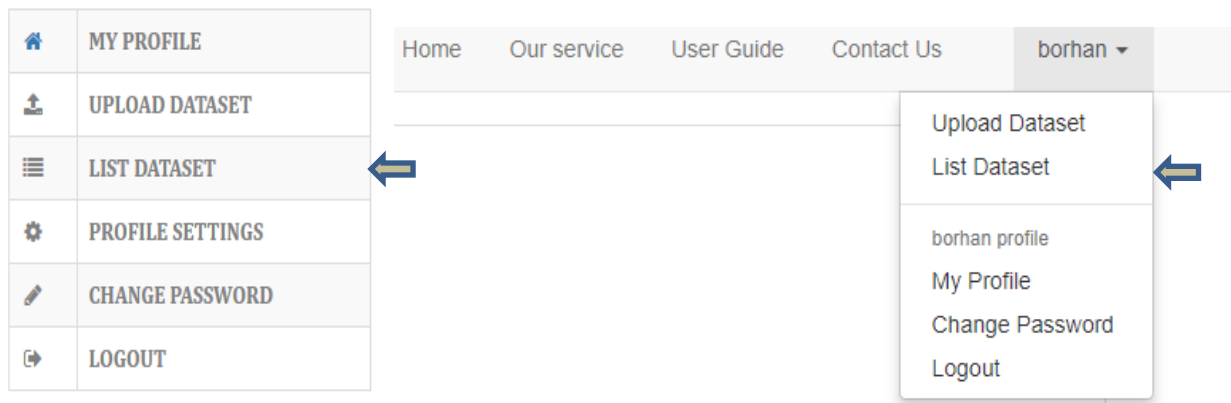 MY PROFILE
UPLOAD DATASET
LIST DATASET
PROFILE SETTINGS
CHANGE PASSWORD
LOGOUT
Home Our service User Guide Contact Us borhan
Upload Dataset
List Dataset
borhan profile
My Profile
Change Password
Logout